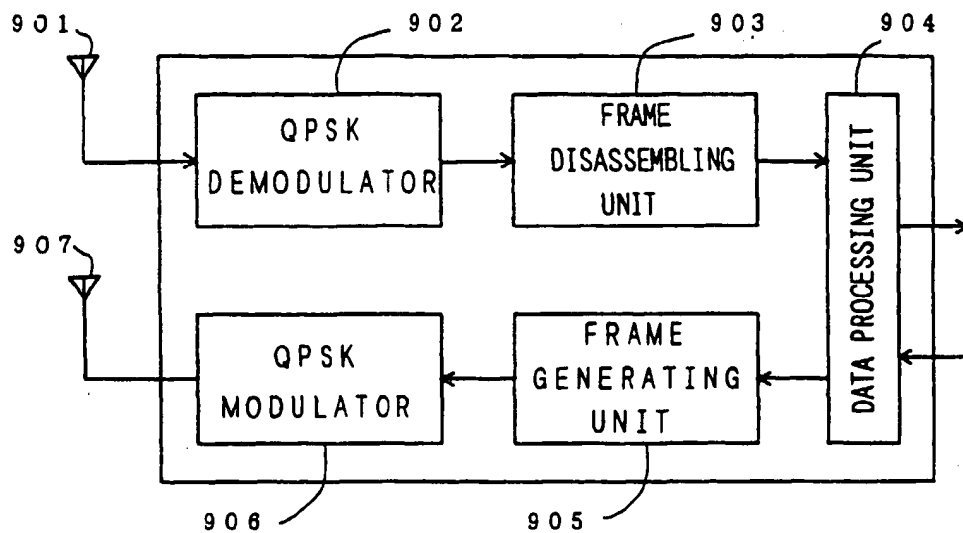 901
902
903
904
QPSK
DEMODULATOR
FRAME
DISASSEMBLING
UNIT
DATA PROCESSING UNIT
907
QPSK
MODULATOR
FRAME
GENERATING
UNIT
906
905